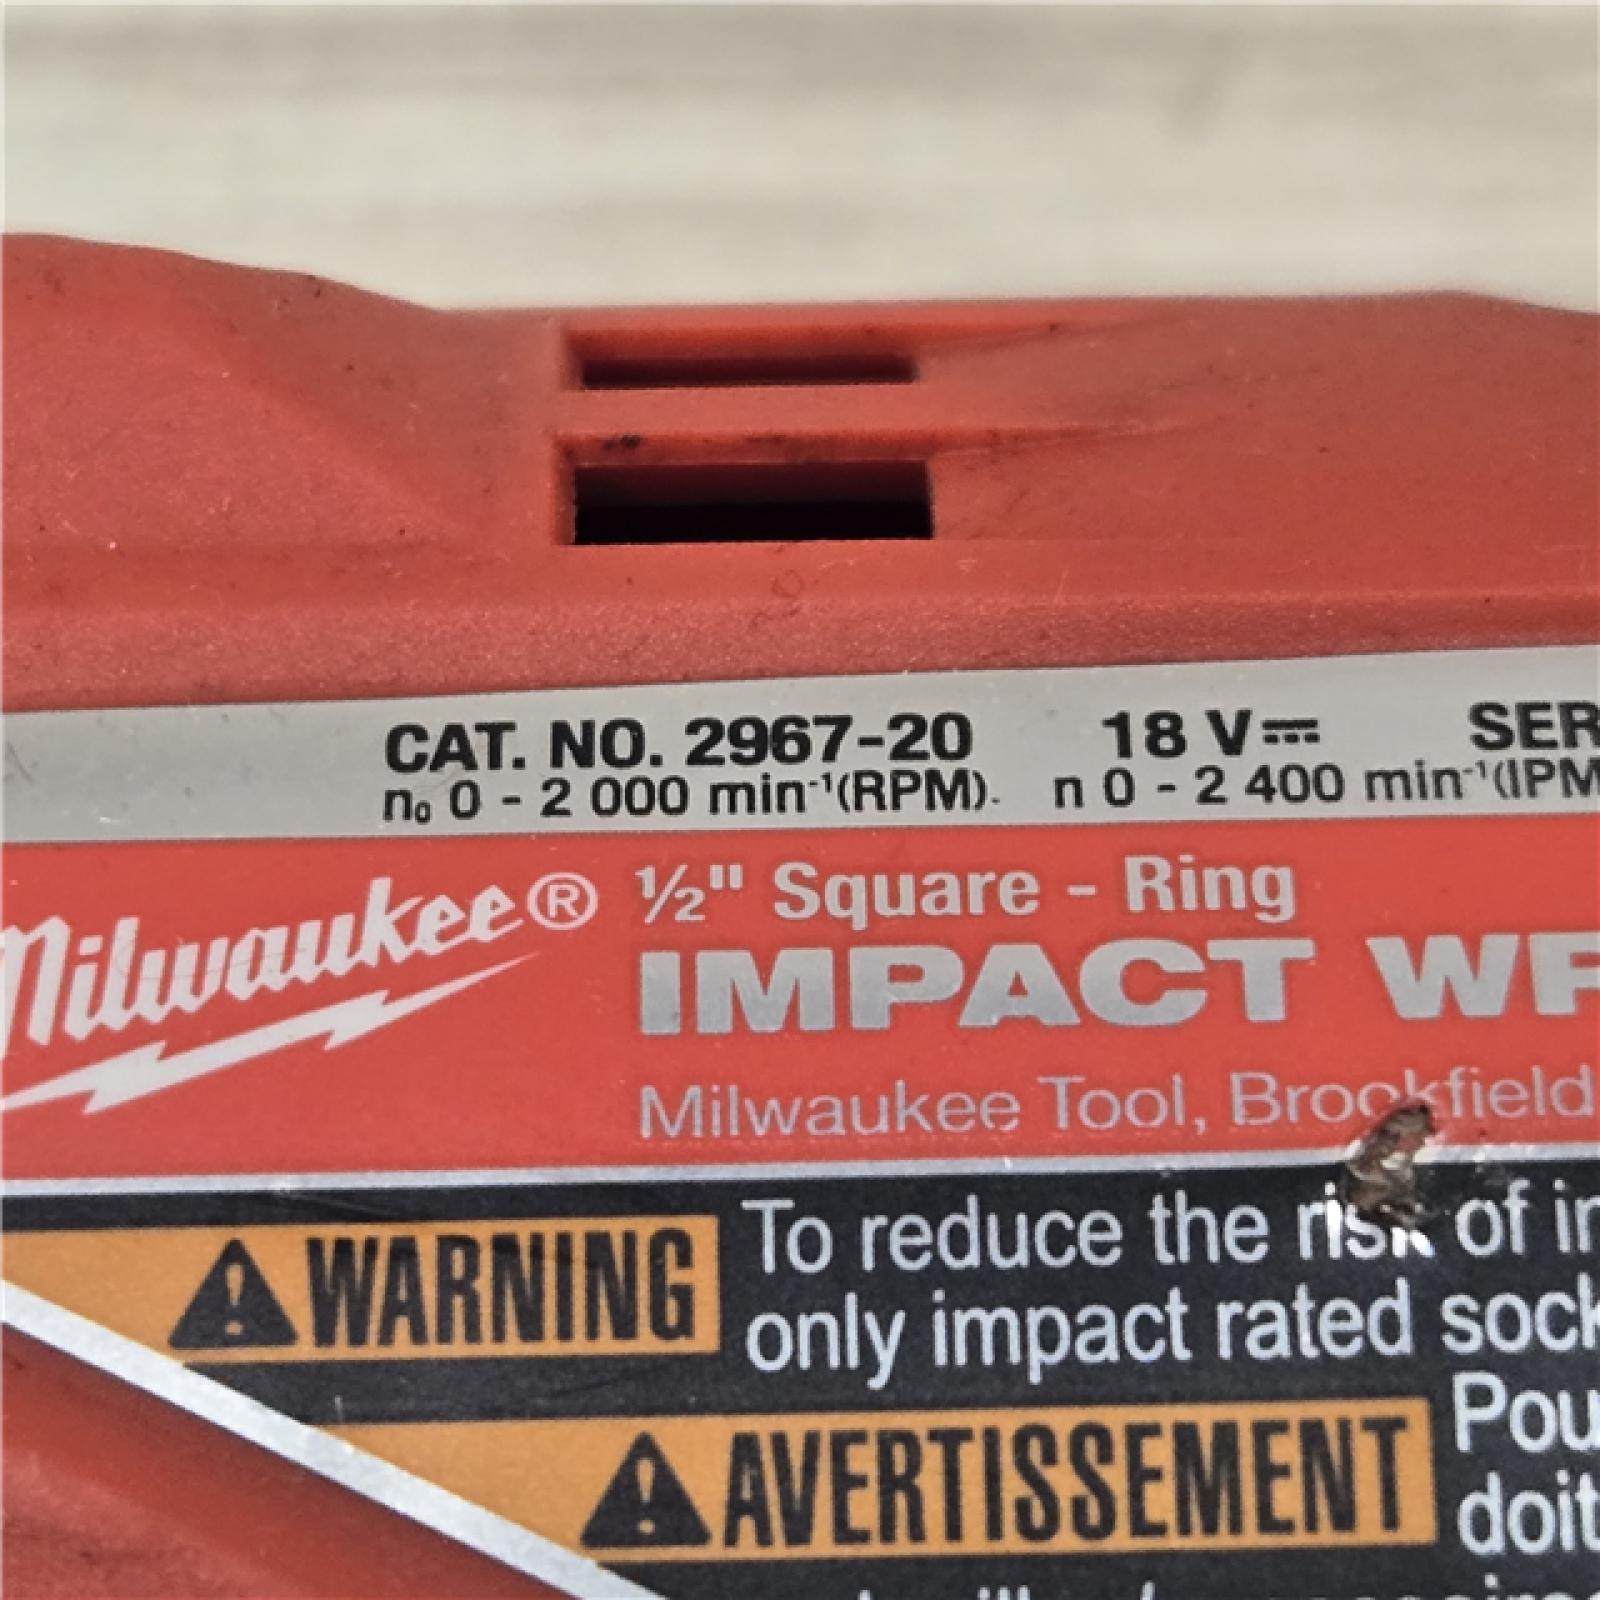 CAT. NO. 2967-20 18 V⎓ SER
n₀ 0 - 2 000 min⁻¹(RPM). n 0 - 2 400 min⁻¹(IPM
Milwaukee®
½" Square - Ring
IMPACT WR
Milwaukee Tool, Brookfield
WARNING To reduce the risk of in
only impact rated sock
AVERTISSEMENT Pou
doit